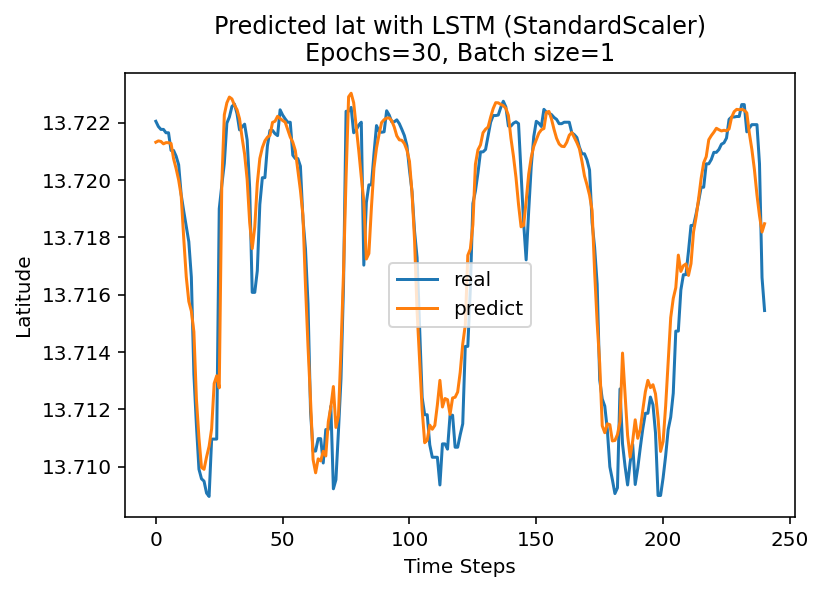 Predicted lat with LSTM (StandardScaler)
Epochs=30, Batch size=1
13.722
13.720
13.718
13.716
13.714
13.712
13.710
Latitude
real
predict
0
50
100
150
200
250
Time Steps